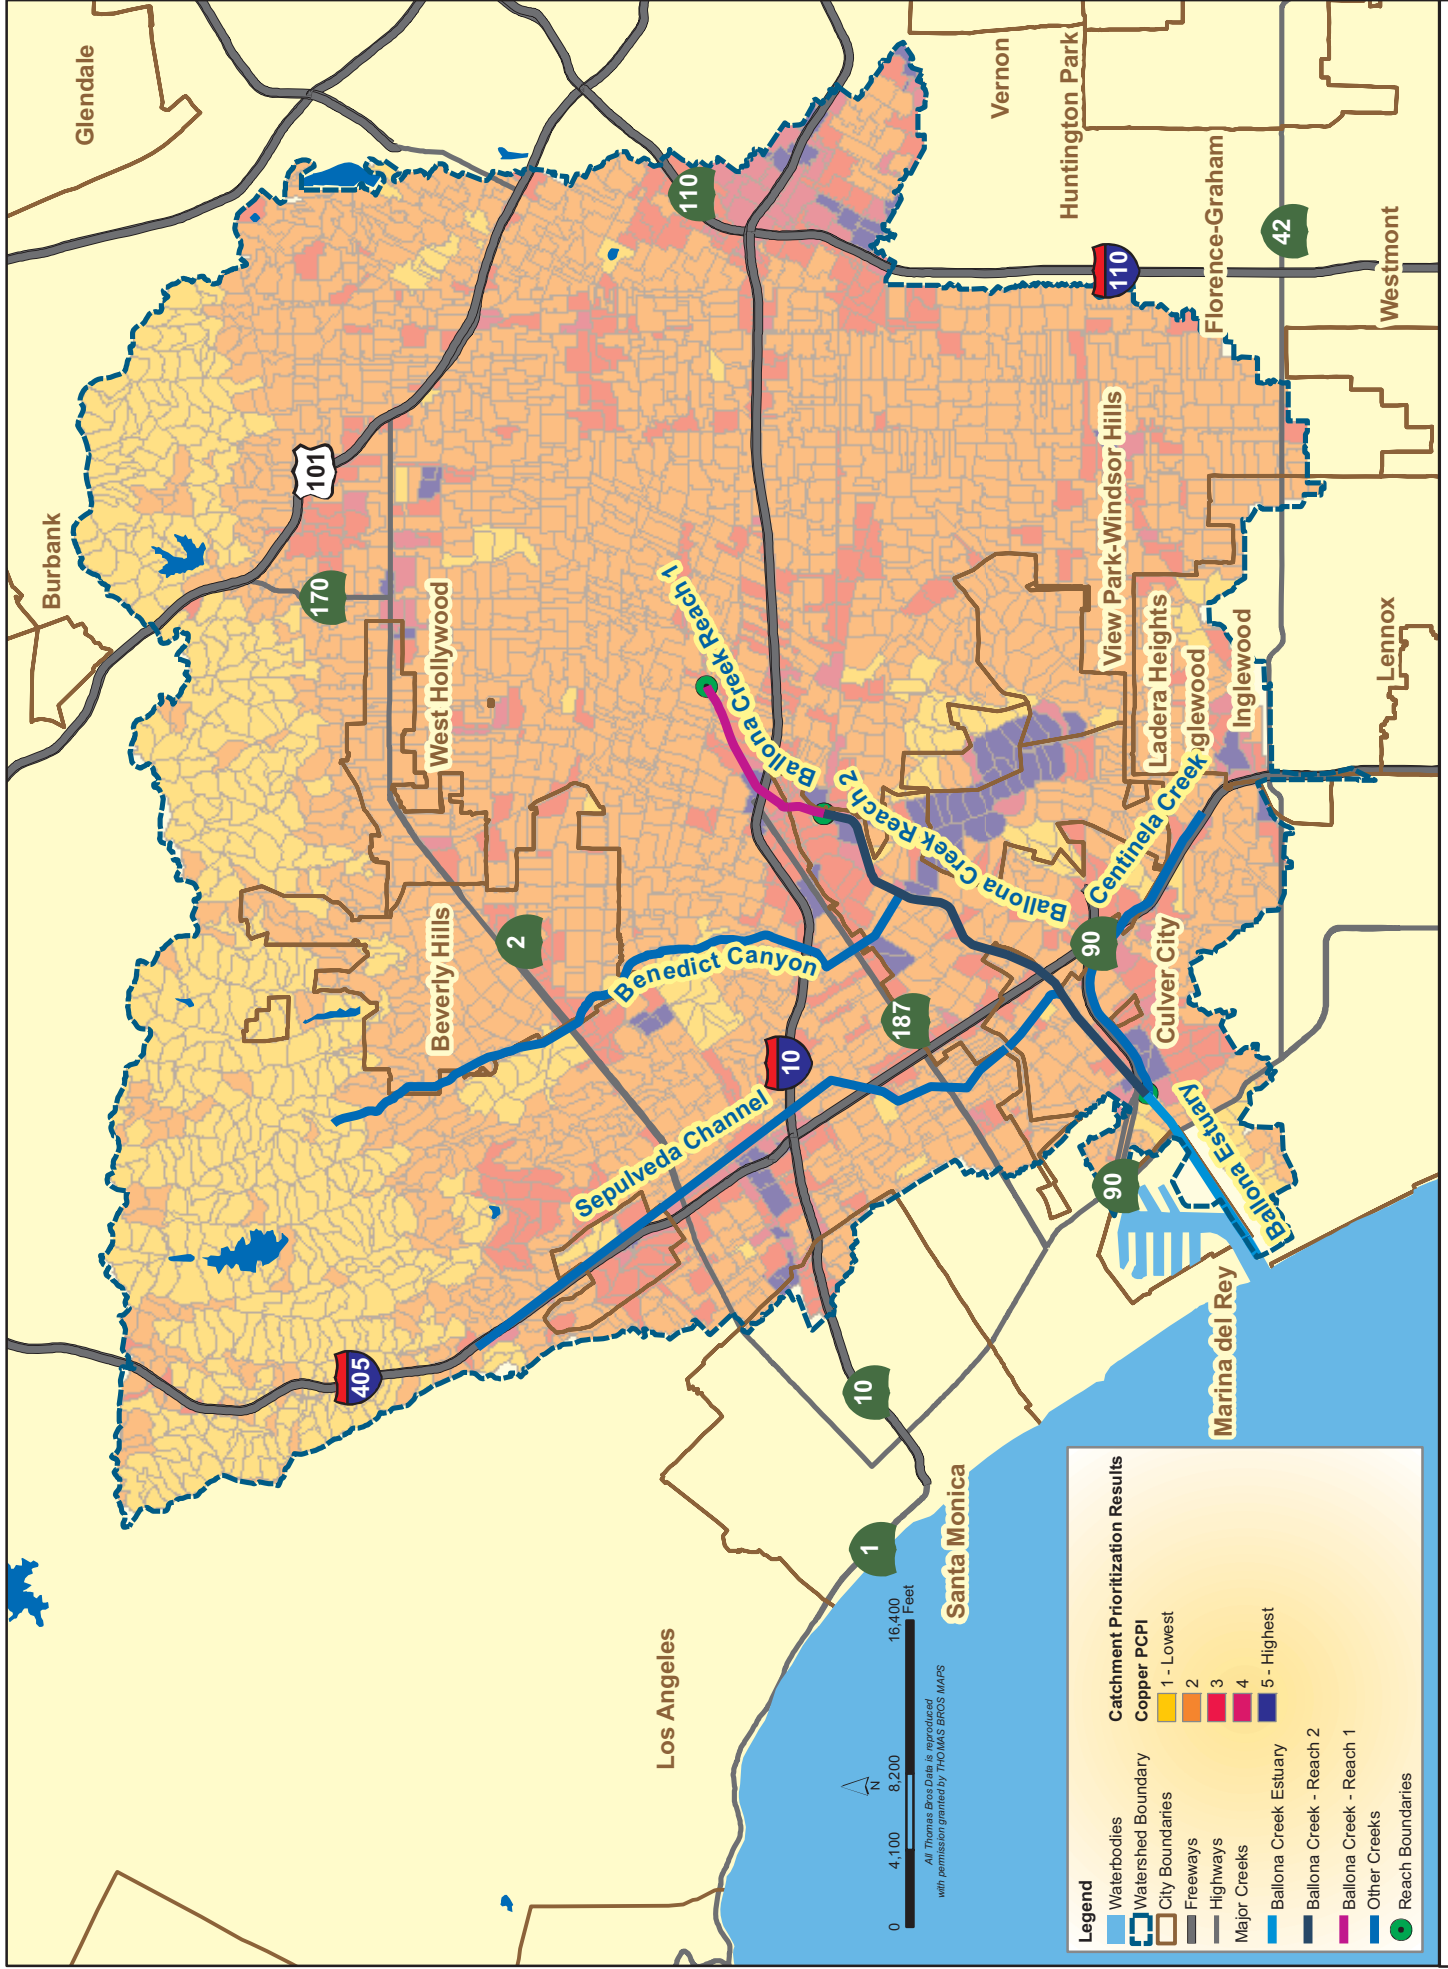 Glendale
Burbank
Vernon
Huntington Park
Florence-Graham
Westmont
Lennox
101
170
110
110
42
West Hollywood
Beverly Hills
2
Ballona Creek Reach 1
Ballona Creek Reach 2
View Park-Windsor Hills
Ladera Heights
Inglewood
nglewood
Centinela Creek
Benedict Canyon
Sepulveda Channel
10
187
90
Culver City
90
Ballona Estuary
Marina del Rey
405
10
1
Santa Monica
Los Angeles
N
0 4,100 8,200 16,400
Feet
All Thomas Bros Data is reproduced
with permission granted by THOMAS BROS MAPS
Legend
Waterbodies
Watershed Boundary
City Boundaries
Freeways
Highways
Major Creeks
Ballona Creek Estuary
Ballona Creek - Reach 2
Ballona Creek - Reach 1
Other Creeks
Reach Boundaries
Catchment Prioritization Results
Copper PCPI
1 - Lowest
2
3
4
5 - Highest